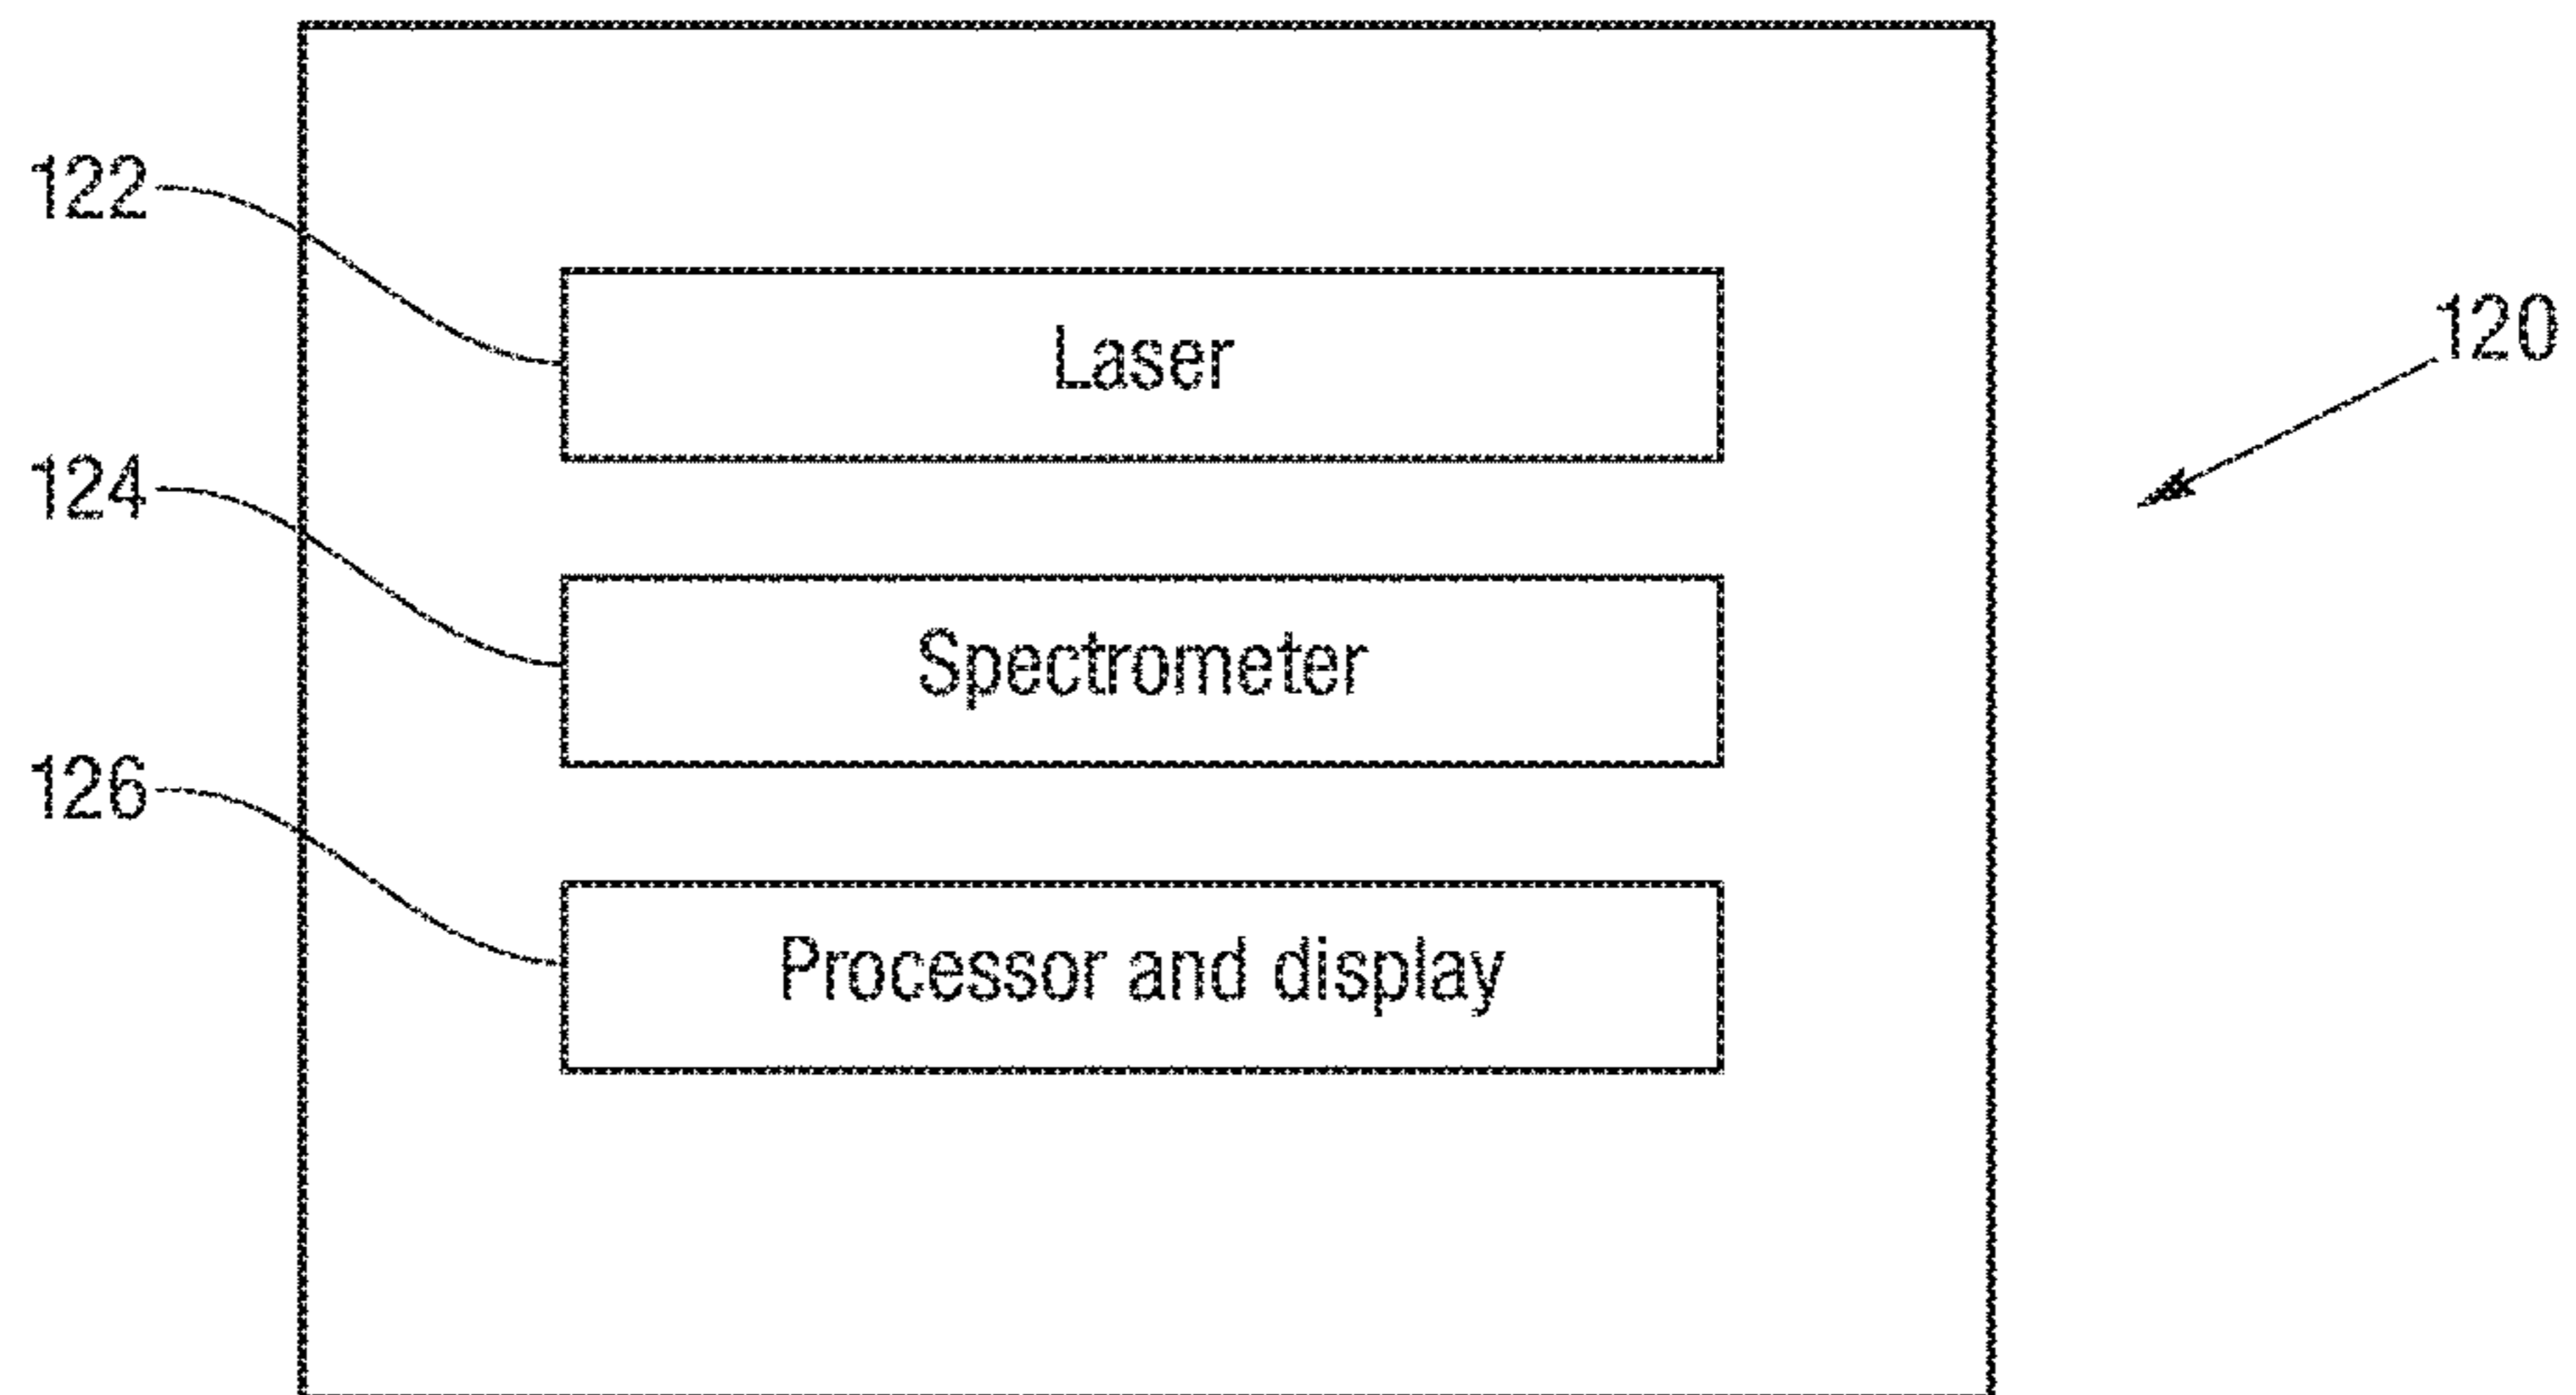 122
Laser
120
124
Spectrometer
126
Processor and display